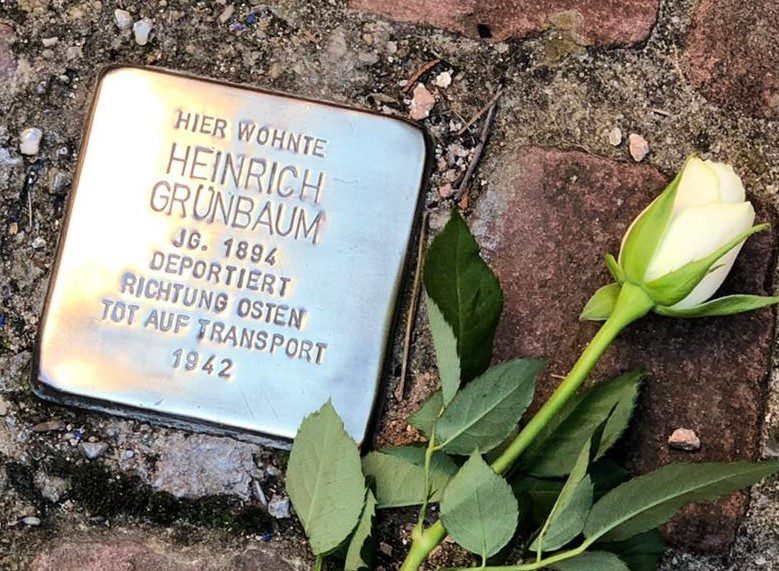 HIER WOHNTE
HEINRICH
GRÜNBAUM
JG. 1894
DEPORTIERT
RICHTUNG OSTEN
TOT AUF TRANSPORT
1942